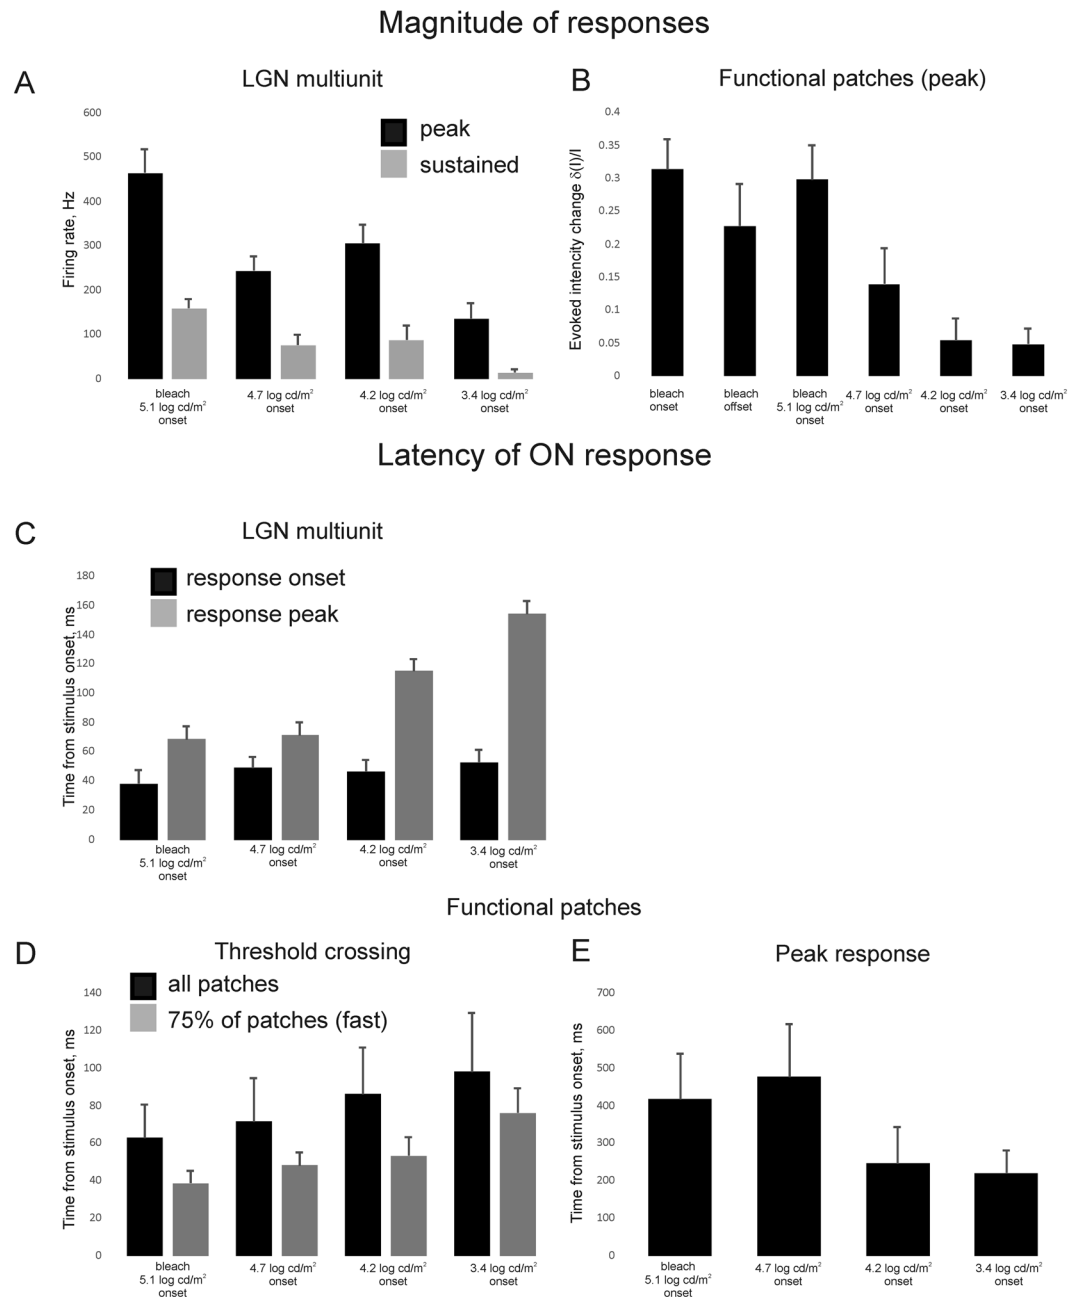 Magnitude of responses
A
LGN multiunit
Firing rate, Hz
600
500
400
300
200
100
0
peak
sustained
bleach
5.1 log cd/m²
onset
4.7 log cd/m²
onset
4.2 log cd/m²
onset
3.4 log cd/m²
onset
B
Functional patches (peak)
Evoked intencity change δ(I)/I
0.4
0.35
0.3
0.25
0.2
0.15
0.1
0.05
0
bleach
onset
bleach
offset
bleach
5.1 log cd/m²
onset
4.7 log cd/m²
onset
4.2 log cd/m²
onset
3.4 log cd/m²
onset
Latency of ON response
C
LGN multiunit
Time from stimulus onset, ms
180
160
140
120
100
80
60
40
20
0
response onset
response peak
bleach
5.1 log cd/m²
onset
4.7 log cd/m²
onset
4.2 log cd/m²
onset
3.4 log cd/m²
onset
Functional patches
D
Threshold crossing
Time from stimulus onset, ms
140
120
100
80
60
40
20
0
all patches
75% of patches (fast)
bleach
5.1 log cd/m²
onset
4.7 log cd/m²
onset
4.2 log cd/m²
onset
3.4 log cd/m²
onset
E
Peak response
Time from stimulus onset, ms
700
600
500
400
300
200
100
0
bleach
5.1 log cd/m²
onset
4.7 log cd/m²
onset
4.2 log cd/m²
onset
3.4 log cd/m²
onset